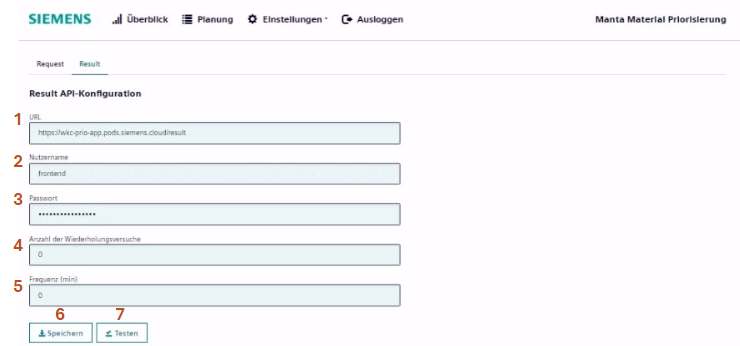 SIEMENS Überblick Planung Einstellungen Ausloggen Manta Material Priorisierung
Request Result
Result API-Konfiguration
1 URL
https://wkc-prio-app.pods.siemens.cloud/result
2 Nutzername
frontend
3 Passwort
••••••••••••••••
4 Anzahl der Wiederholungsversuche
0
5 Frequenz (min)
0
6 7
Speichern Testen